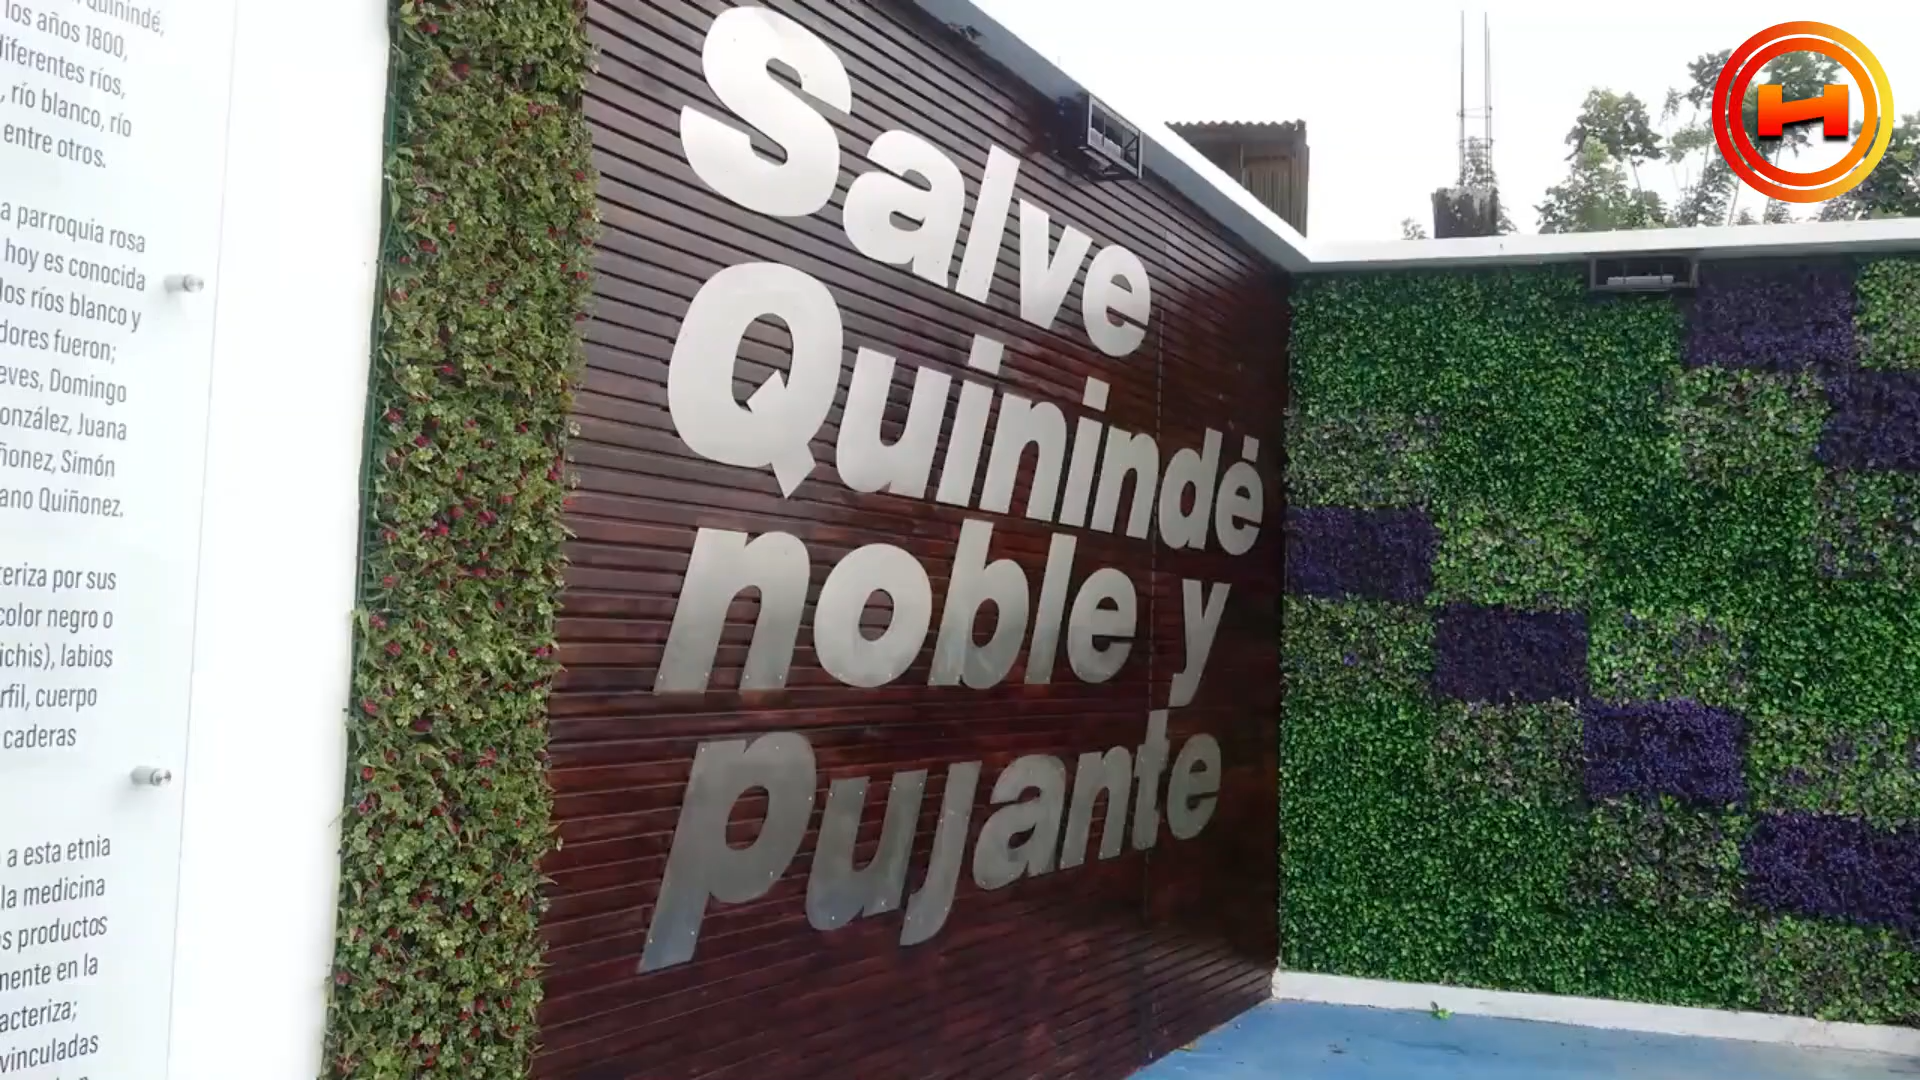 Quinindé,
los años 1800,
diferentes ríos,
, río blanco, río
entre otros.
a parroquia rosa
hoy es conocida
los ríos blanco y
dores fueron;
eves, Domingo
onzález, Juana
ñonez, Simón
ano Quiñonez.
teriza por sus
color negro o
ichis), labios
rfil, cuerpo
caderas
a esta etnia
la medicina
os productos
mente en la
acteriza;
vinculadas
Salve
Quinindé
noble y
pujante
H